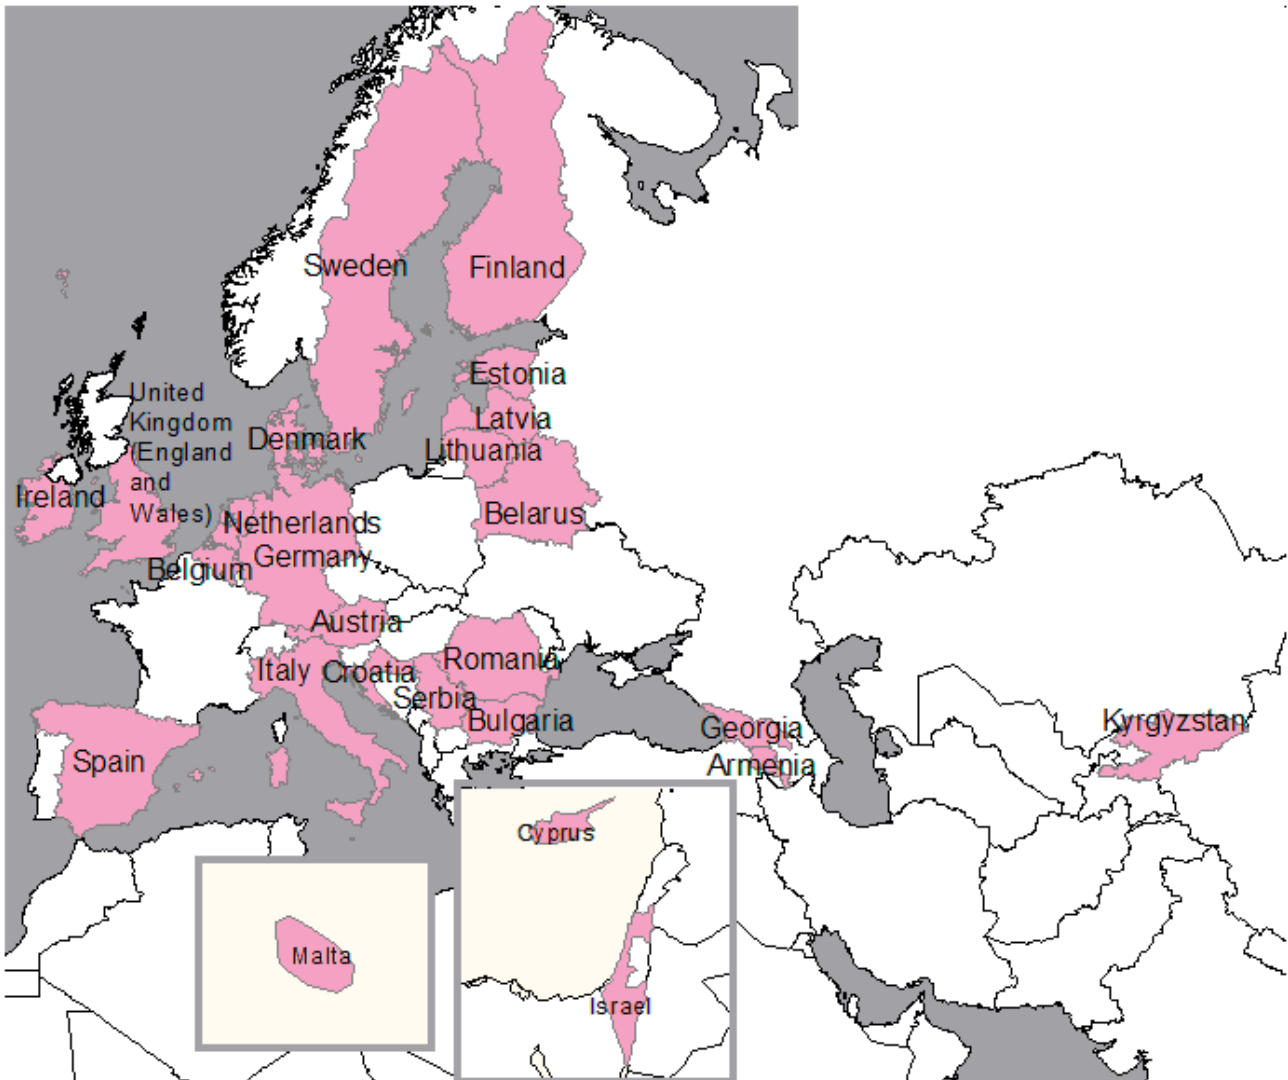 Sweden
Finland
Estonia
United
Kingdom
(England
and
Wales)
Latvia
Denmark
Lithuania
Ireland
Belarus
Netherlands
Germany
Belgium
Austria
Romania
Italy
Croatia
Serbia
Bulgaria
Georgia
Kyrgyzstan
Spain
Armenia
Cyprus
Malta
Israel